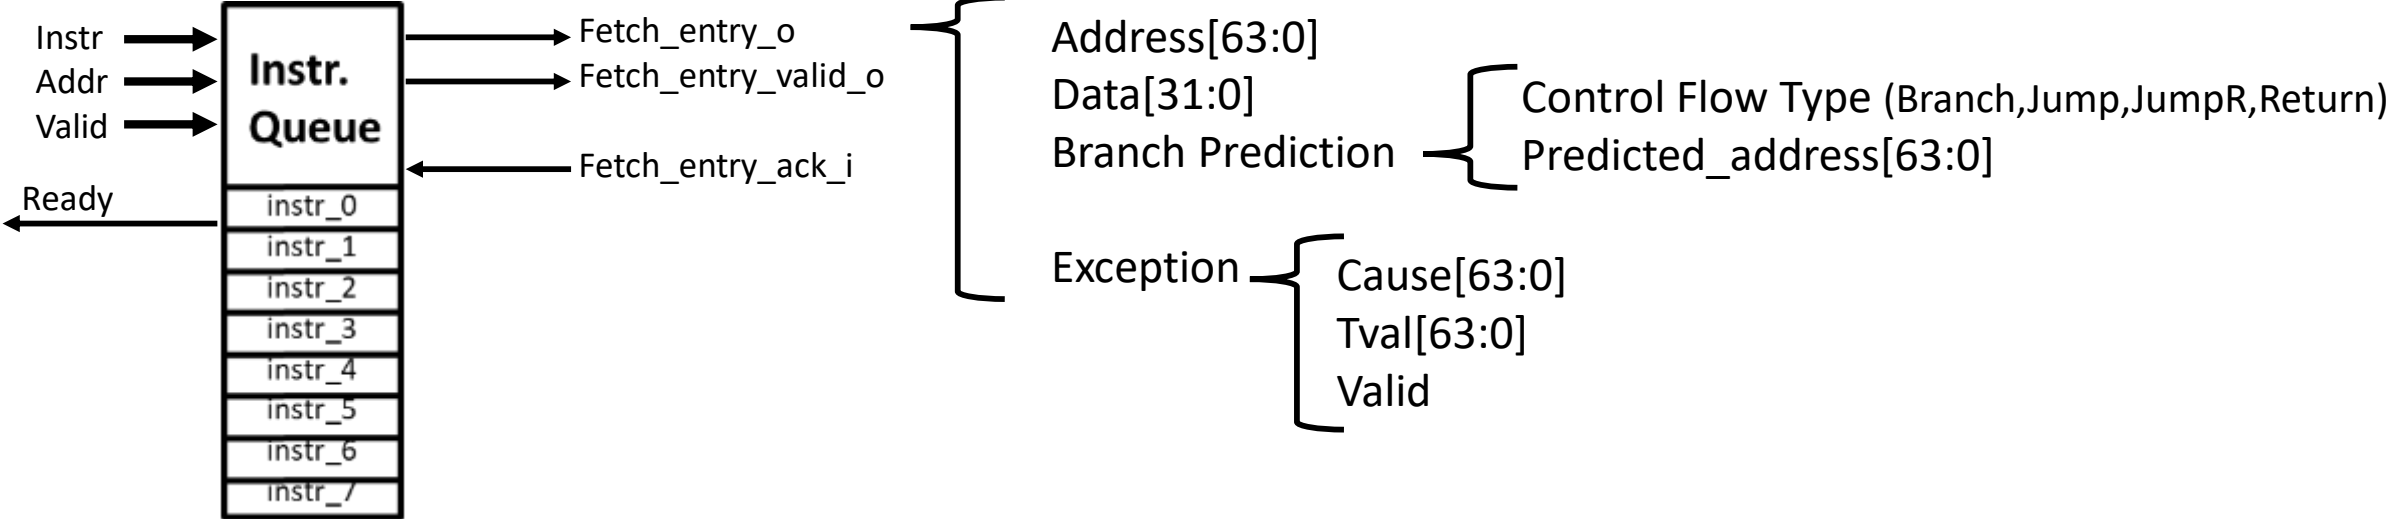 Instr
Addr
Valid
Ready
Instr.
Queue
instr_0
instr_1
instr_2
instr_3
instr_4
instr_5
instr_6
instr_7
Fetch_entry_o
Fetch_entry_valid_o
Fetch_entry_ack_i
Address[63:0]
Data[31:0]
Branch Prediction
Control Flow Type (Branch,Jump,JumpR,Return)
Predicted_address[63:0]
Exception
Cause[63:0]
Tval[63:0]
Valid